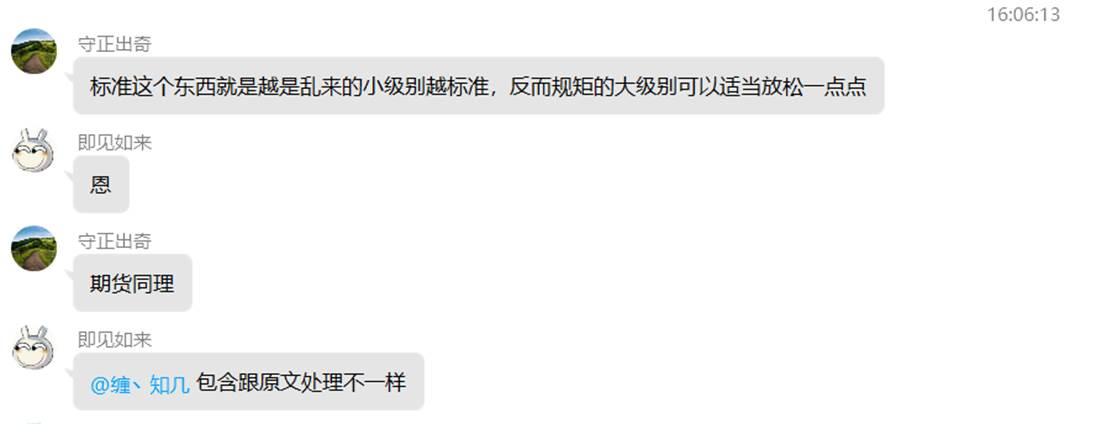 16:06:13
守正出奇
标准这个东西就是越是乱来的小级别越标准，反而规矩的大级别可以适当放松一点点
即见如来
恩
守正出奇
期货同理
即见如来
@缠丶知几 包含跟原文处理不一样